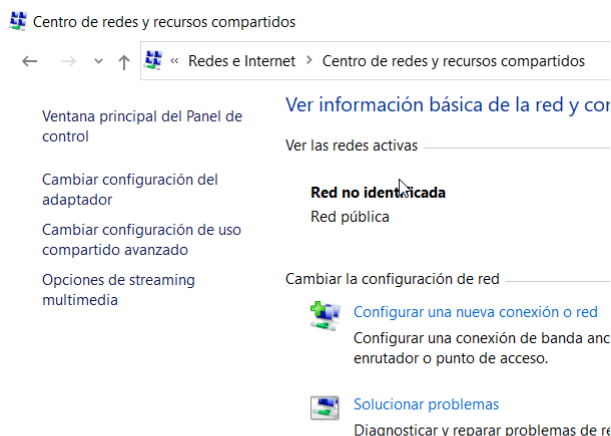 Centro de redes y recursos compartidos
« Redes e Internet > Centro de redes y recursos compartidos
Ventana principal del Panel de
control
Cambiar configuración del
adaptador
Cambiar configuración de uso
compartido avanzado
Opciones de streaming
multimedia
Ver información básica de la red y co
Ver las redes activas
Red no identificada
Red pública
Cambiar la configuración de red
Configurar una nueva conexión o red
Configurar una conexión de banda anc
enrutador o punto de acceso.
Solucionar problemas
Diagnosticar y reparar problemas de re